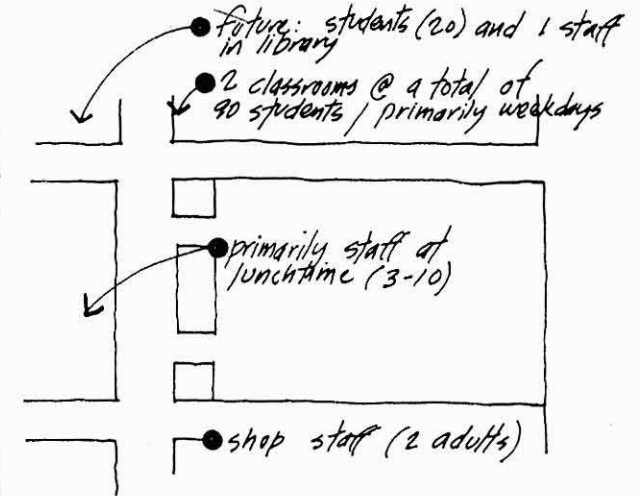 future: students (20) and 1 staff
in library
2 classrooms @ a total of
90 students / primarily weekdays
primarily staff at
lunchtime (3-10)
shop staff (2 adults)